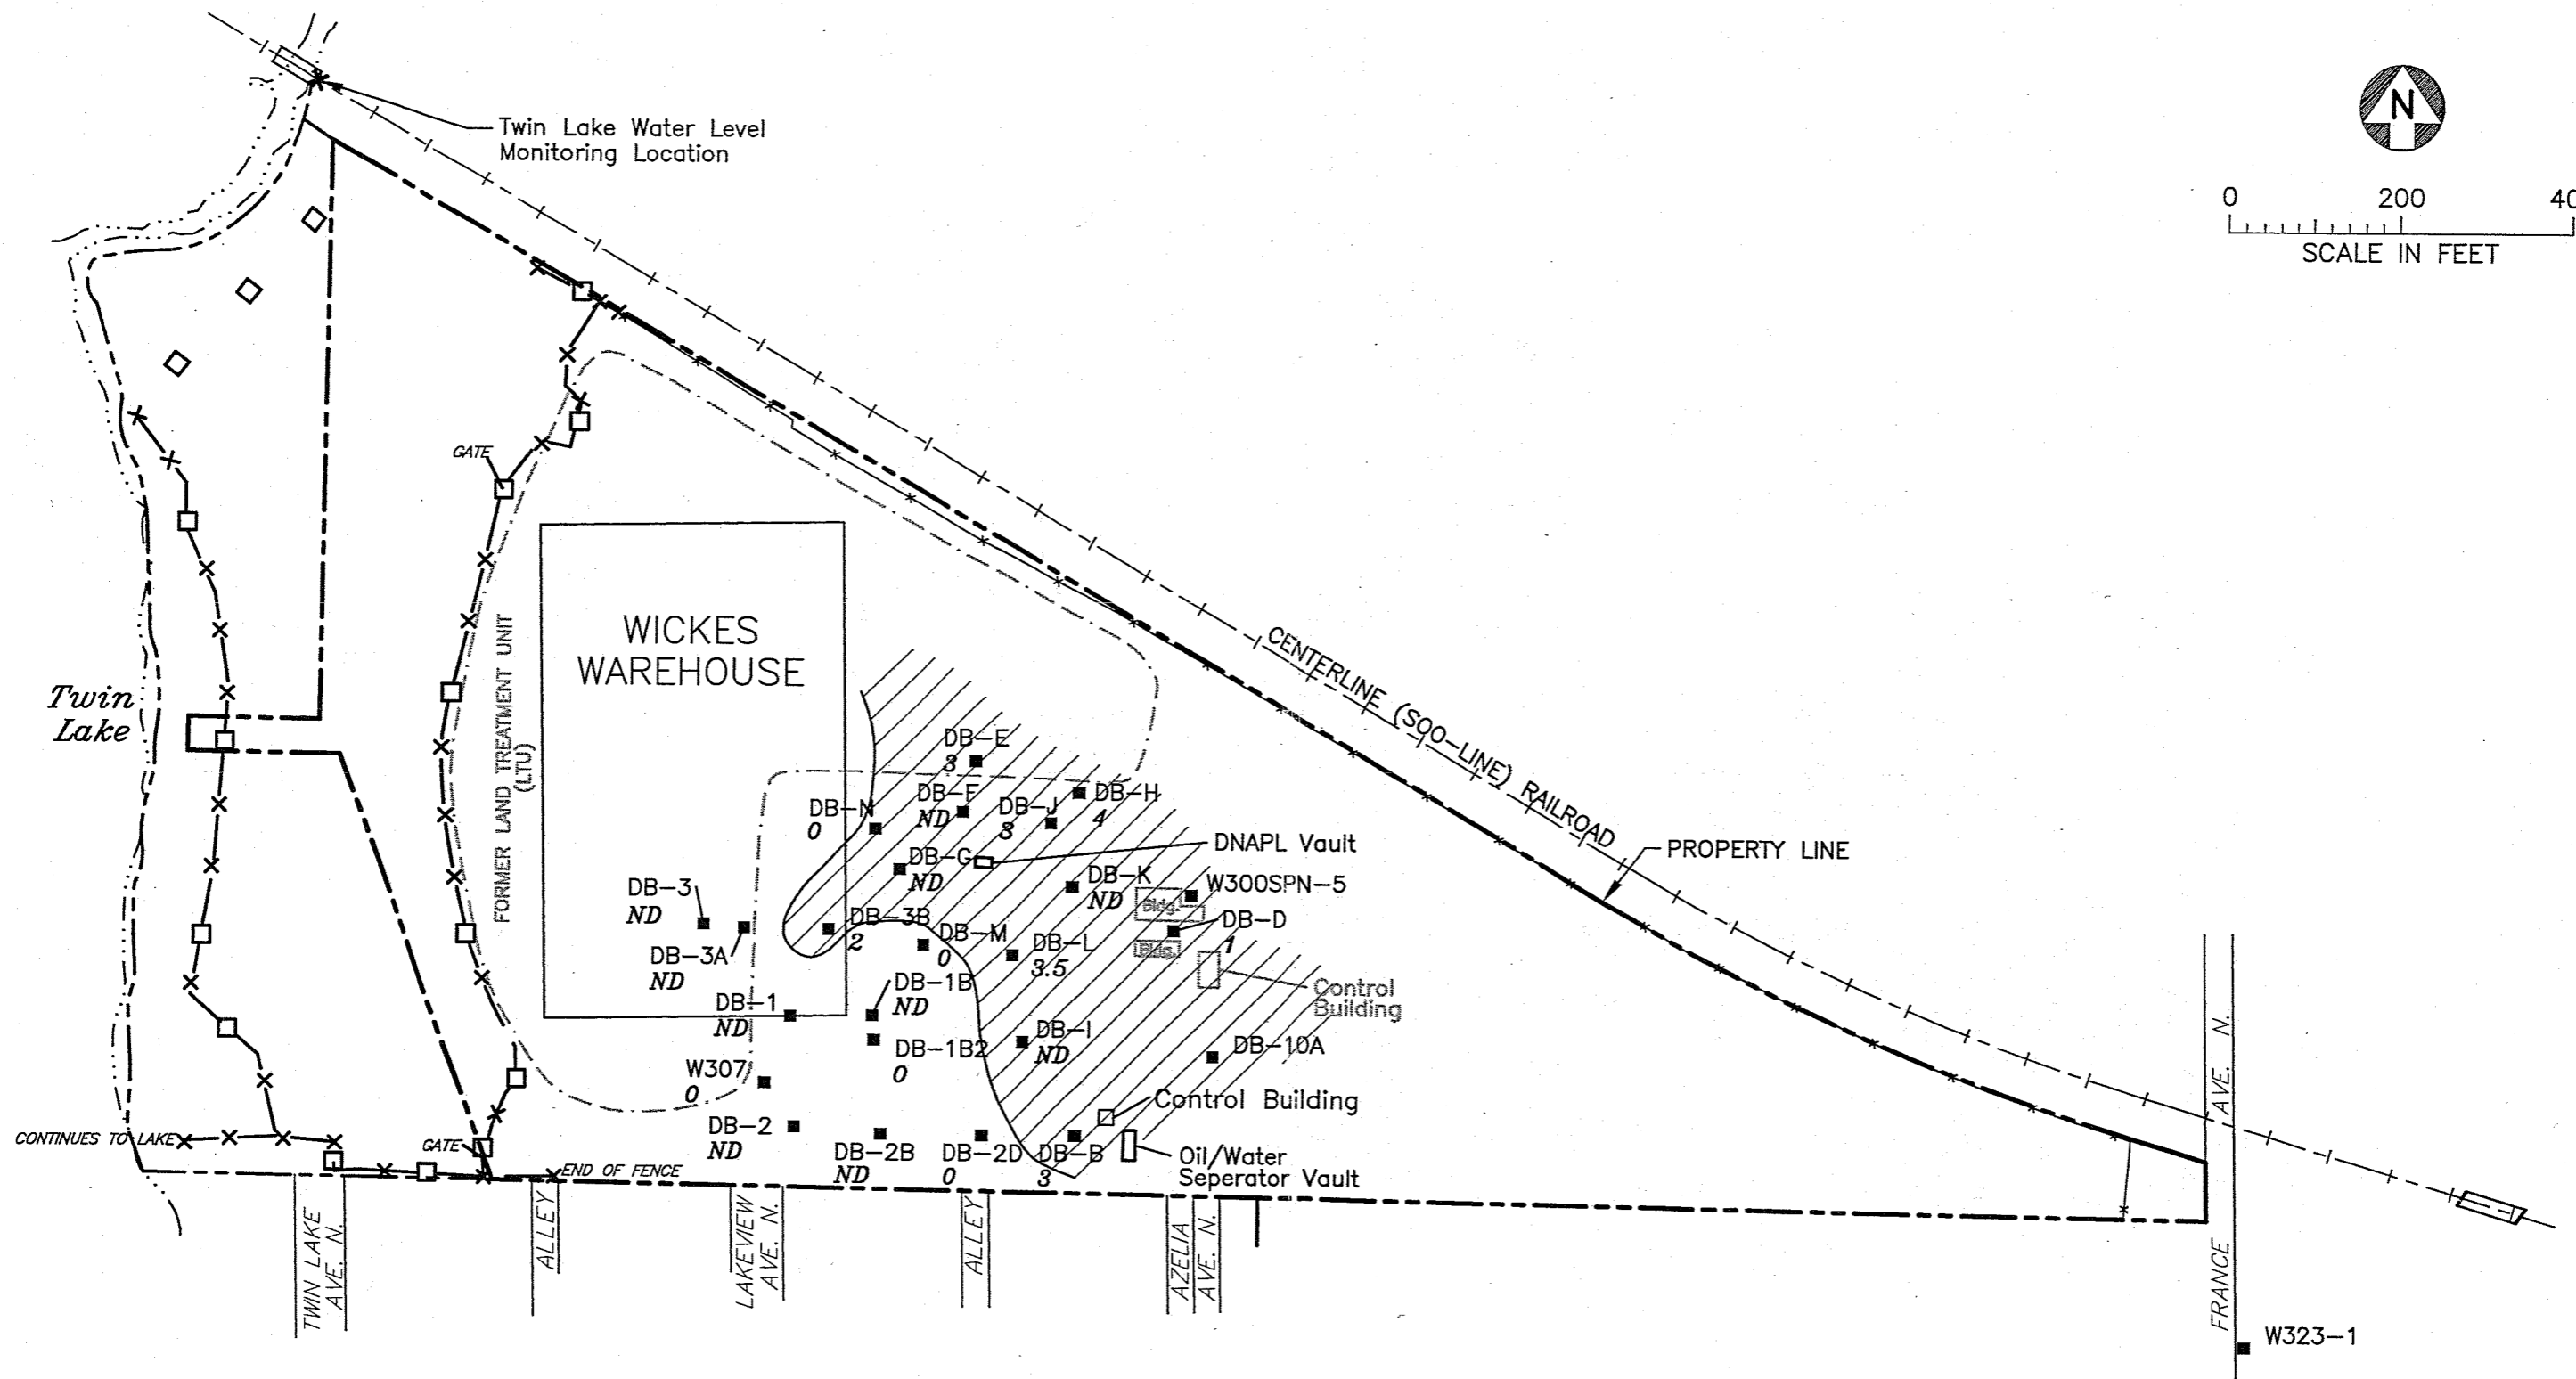 Twin Lake Water Level
Monitoring Location
N
0 200 40
SCALE IN FEET
GATE
FORMER LAND TREATMENT UNIT
(LTU)
WICKES
WAREHOUSE
Twin
Lake
CENTERLINE (SOO-LINE) RAILROAD
PROPERTY LINE
DB-E
3
DB-N
0
DB-F
ND
DB-J
3
DB-H
4
DNAPL Vault
DB-G
ND
DB-K
ND
W300SPN-5
Bldg.
DB-3
ND
DB-3B
2
DB-D
1
Bldg.
DB-3A
ND
DB-M
0
DB-L
3.5
DB-1B
ND
Control
Building
DB-1
ND
DB-1B2
0
DB-I
ND
DB-10A
W307
0
Control Building
DB-2
ND
DB-2B
ND
DB-2D
0
DB-B
3
Oil/Water
Seperator Vault
CONTINUES TO LAKE
GATE
END OF FENCE
TWIN LAKE
AVE. N.
ALLEY
LAKEVIEW
AVE. N.
ALLEY
AZELIA
AVE. N.
FRANCE AVE. N.
W323-1